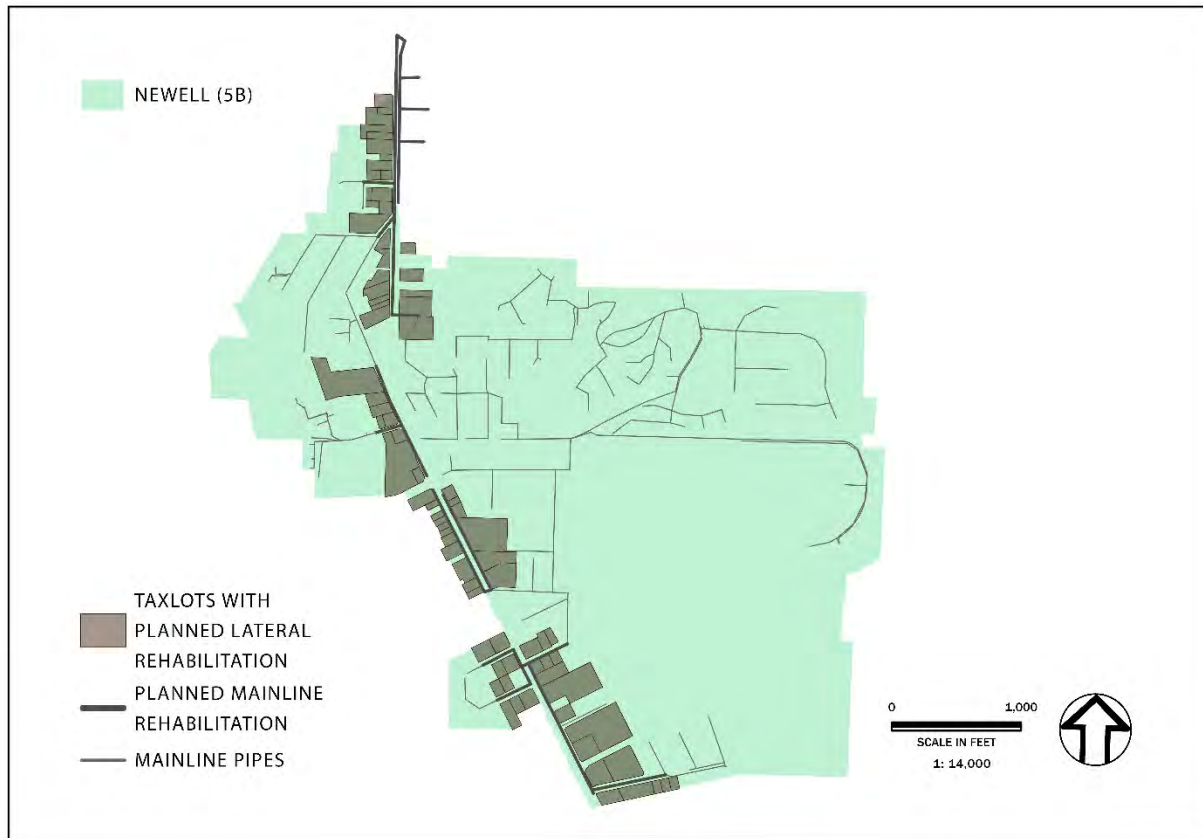 NEWELL (5B)
TAXLOTS WITH
PLANNED LATERAL
REHABILITATION
PLANNED MAINLINE
REHABILITATION
MAINLINE PIPES
0 1,000
SCALE IN FEET
1: 14,000